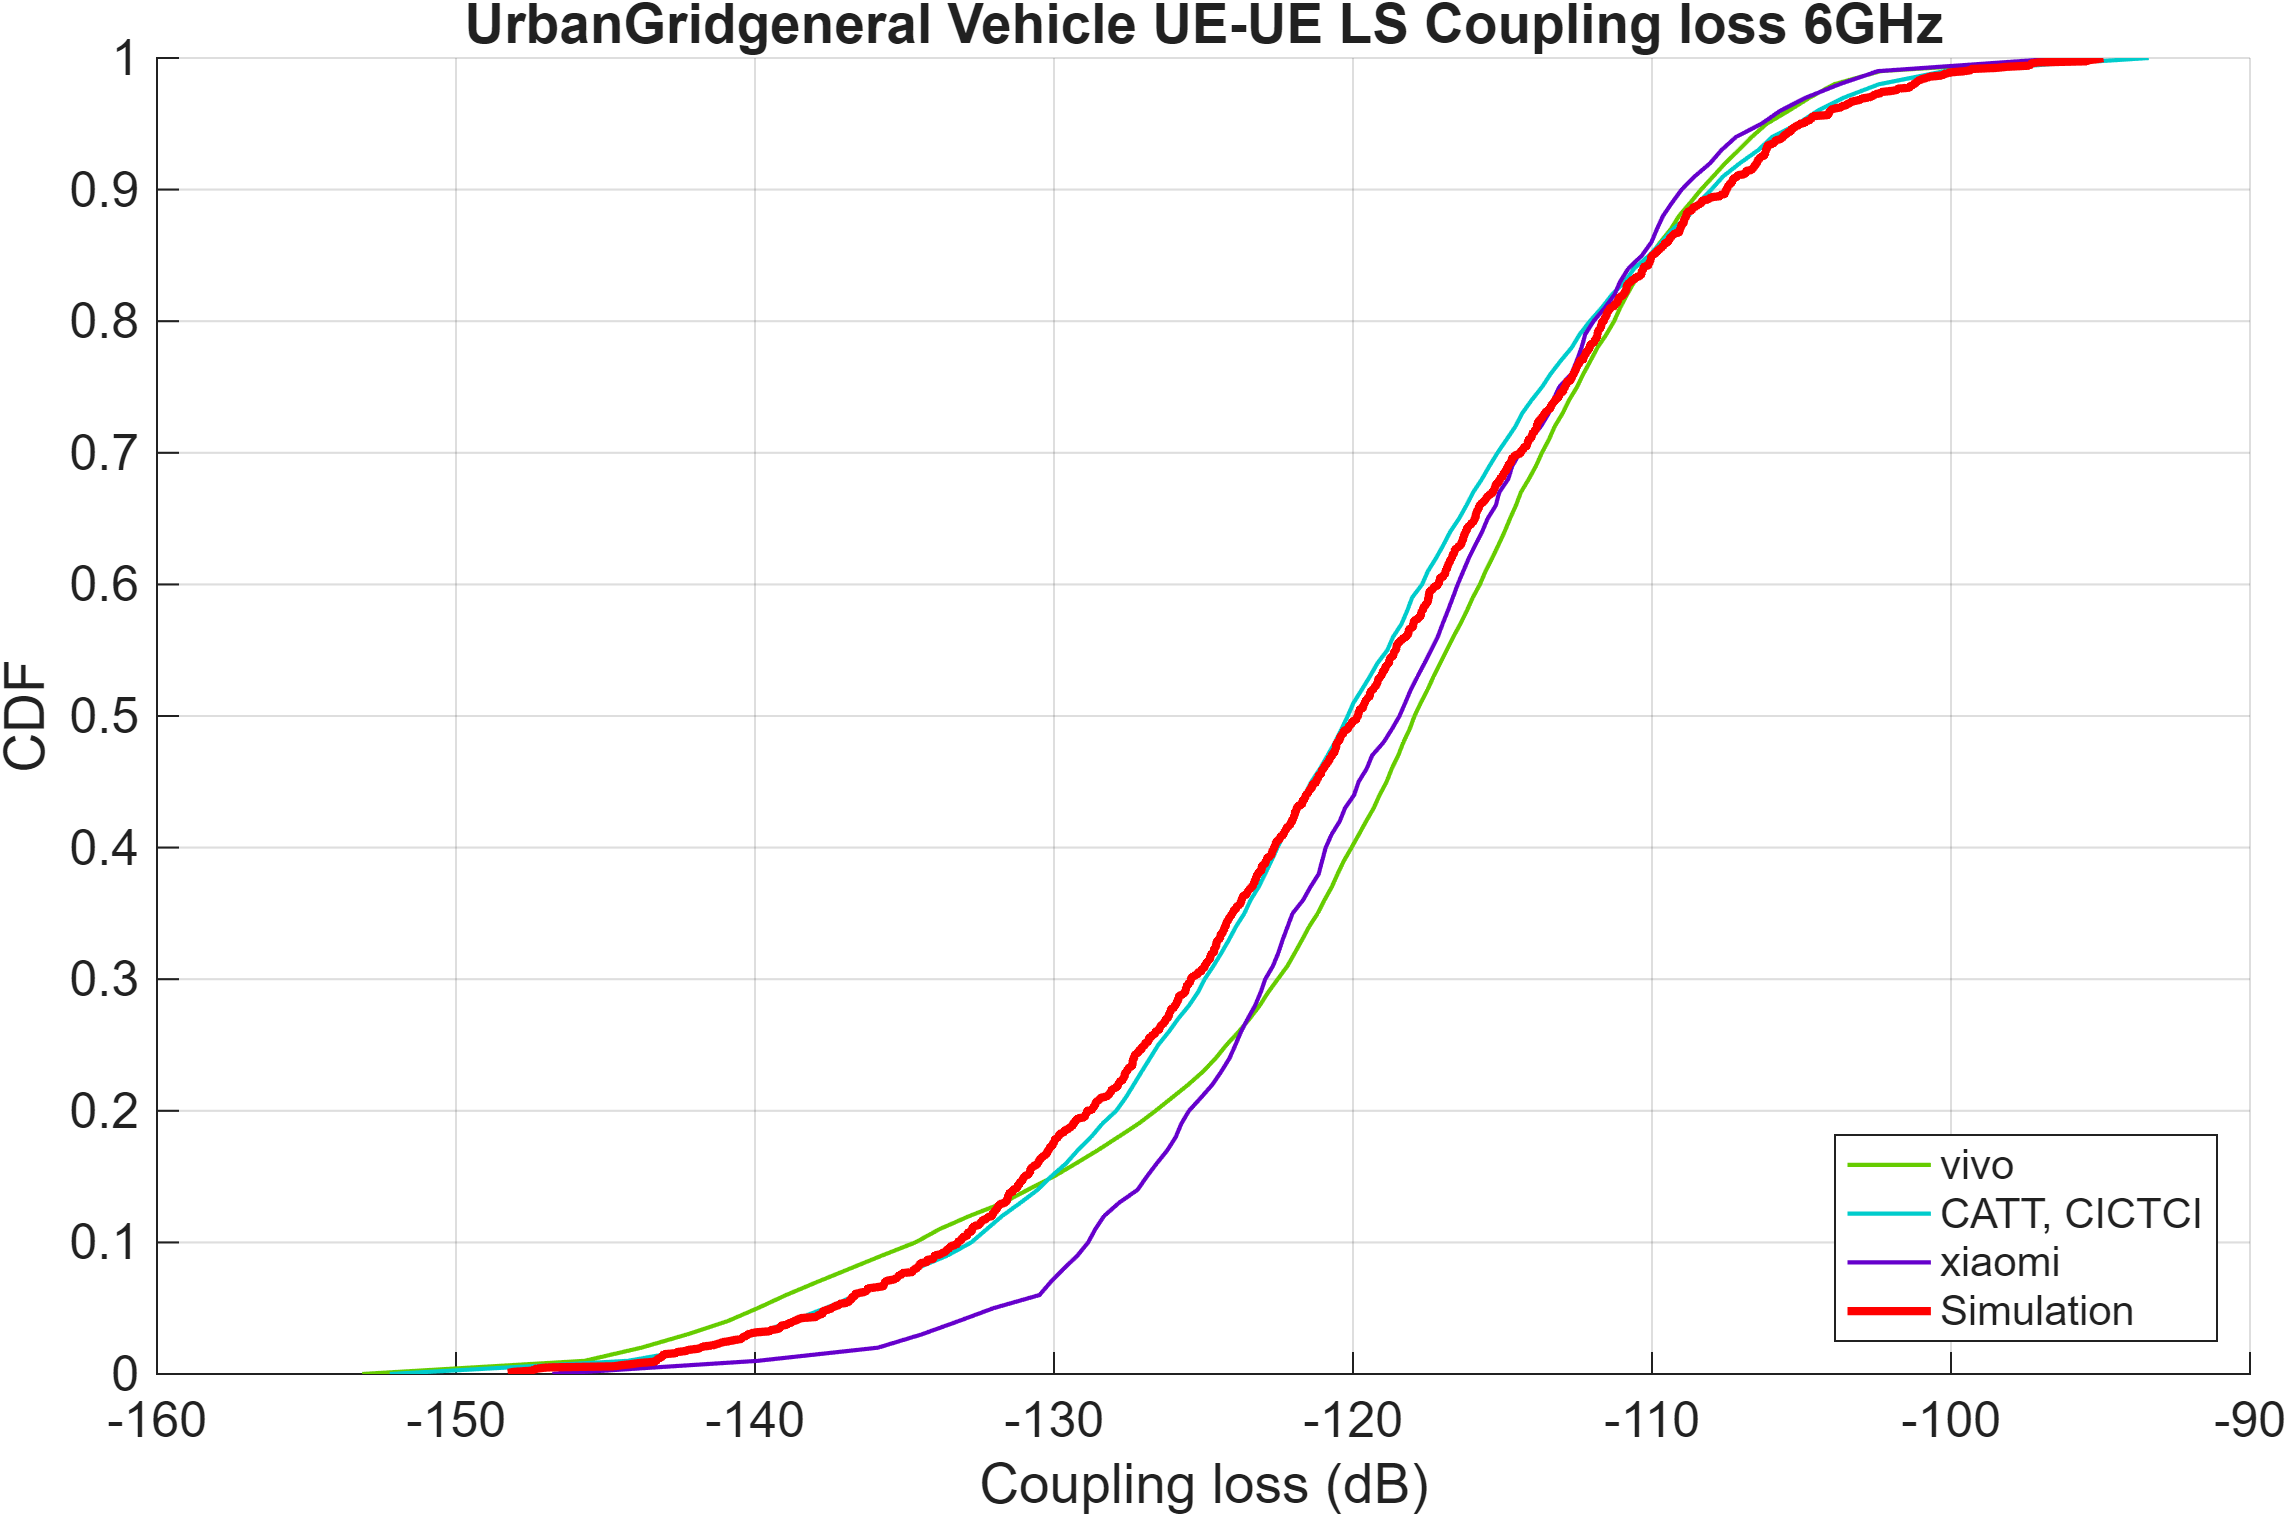 UrbanGridgeneral Vehicle UE-UE LS Coupling loss 6GHz
1
0.9
0.8
0.7
0.6
0.5
0.4
0.3
0.2
0.1
0
CDF
vivo
CATT, CICTCI
xiaomi
Simulation
-160 -150 -140 -130 -120 -110 -100 -90
Coupling loss (dB)